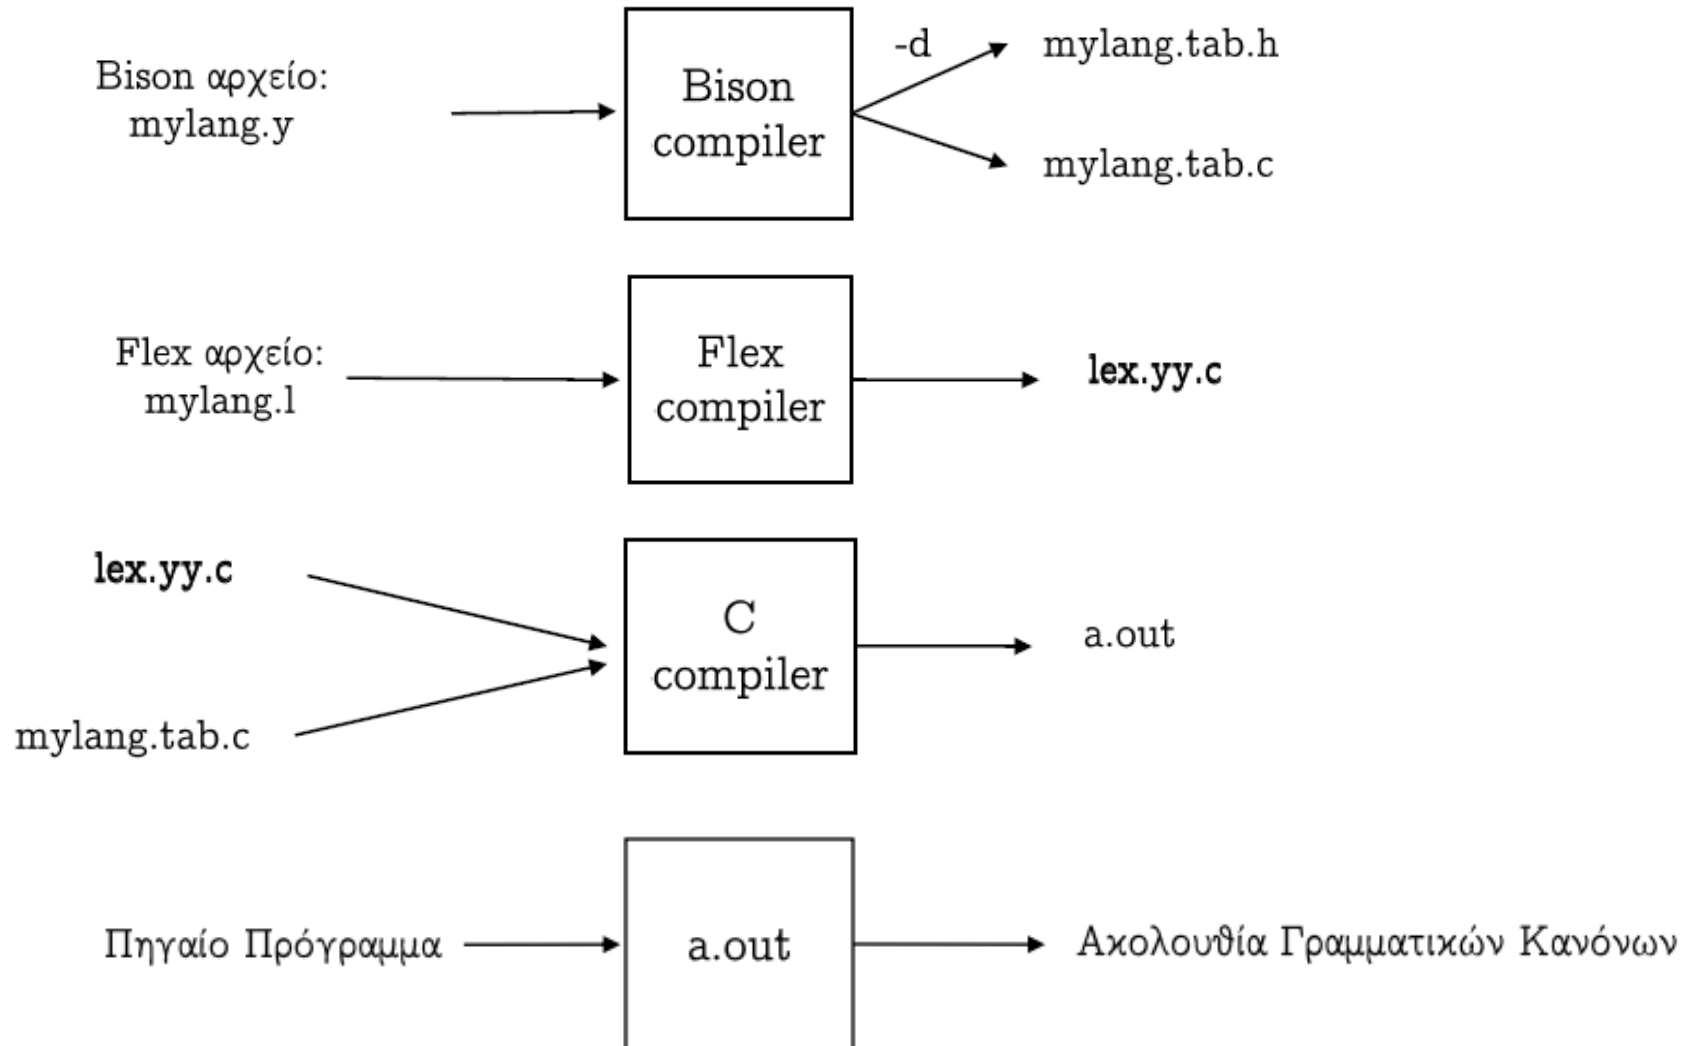 Bison αρχείο:
mylang.y
Bison
compiler
-d
mylang.tab.h
mylang.tab.c
Flex αρχείο:
mylang.l
Flex
compiler
lex.yy.c
lex.yy.c
mylang.tab.c
C
compiler
a.out
Πηγαίο Πρόγραμμα
a.out
Ακολουθία Γραμματικών Κανόνων